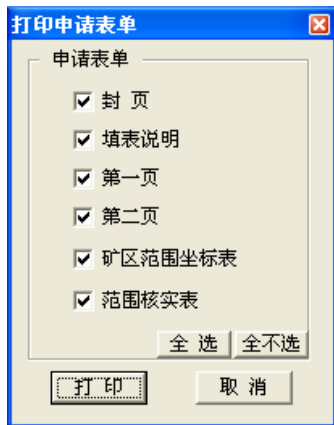 打印申请表单
申请表单
封 页
填表说明
第一页
第二页
矿区范围坐标表
范围核实表
全 选 全不选
打 印 取 消